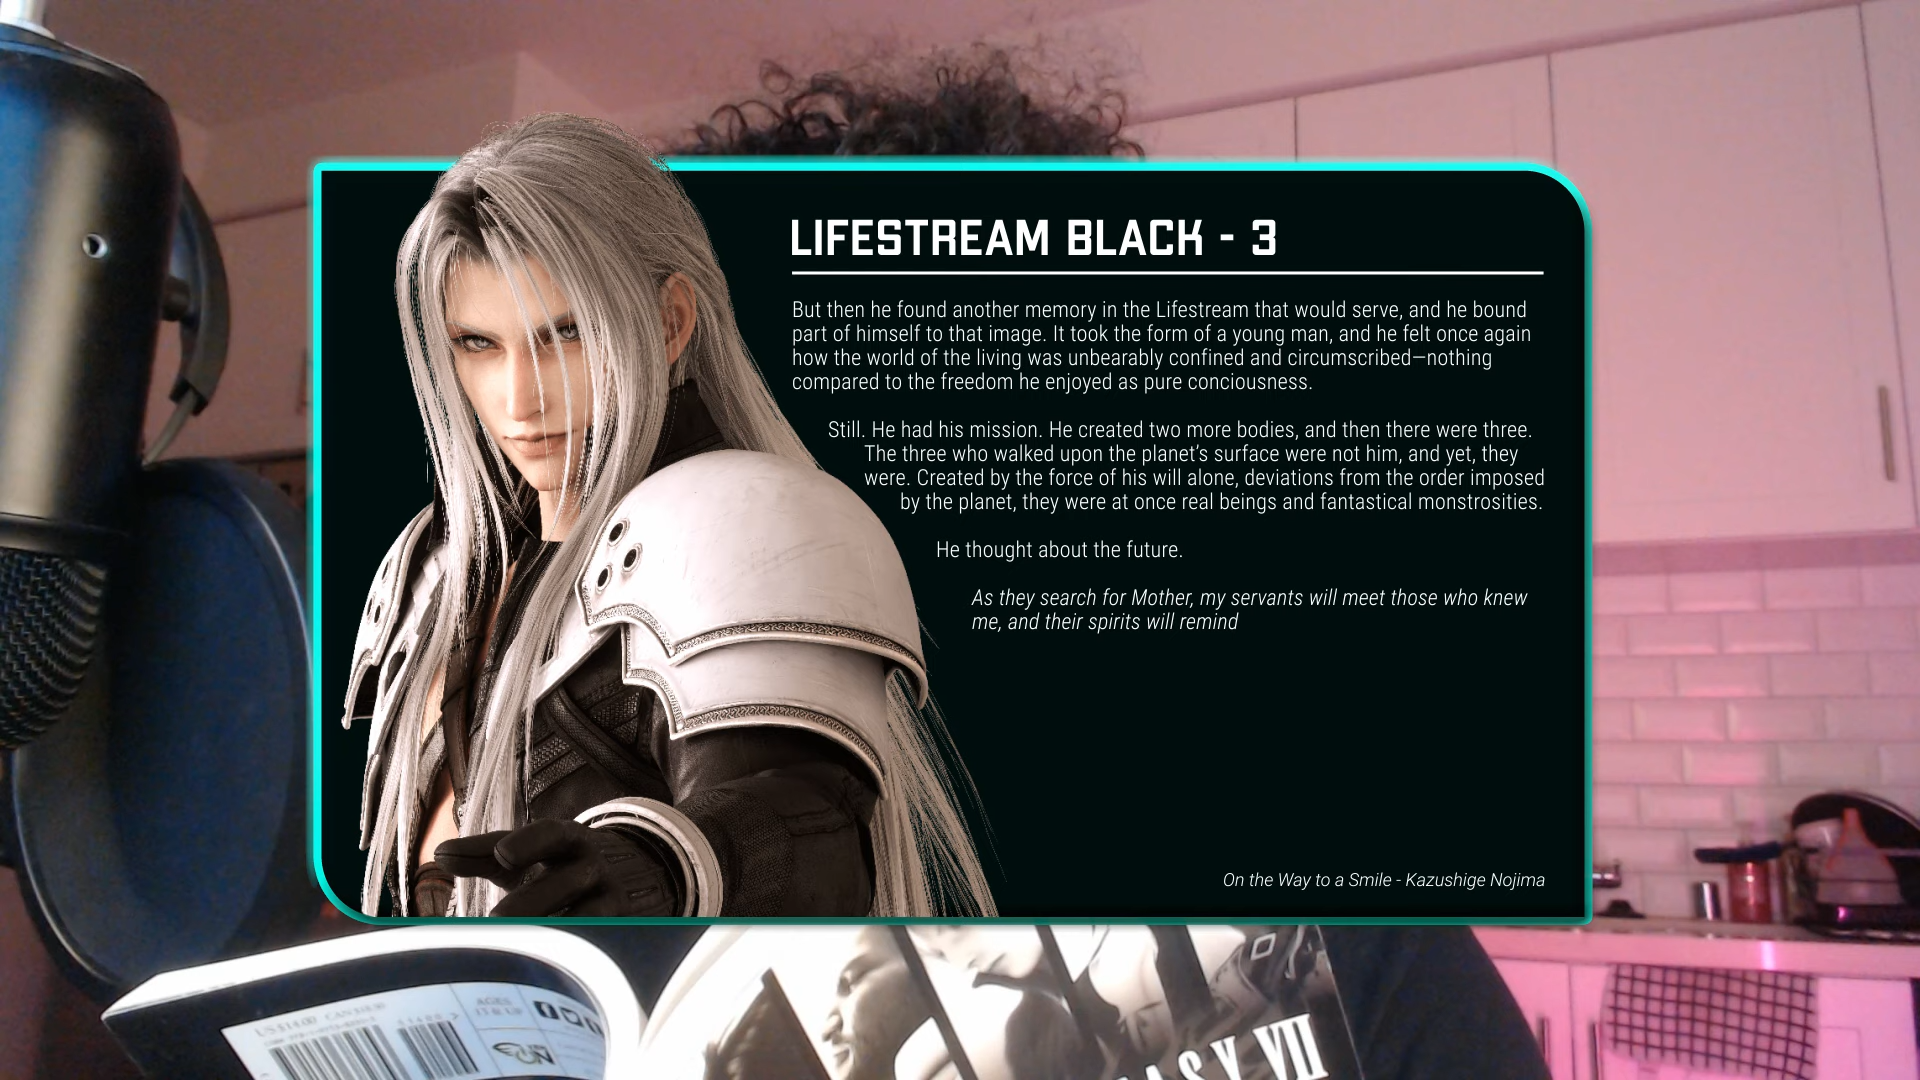 LIFESTREAM BLACK - 3
But then he found another memory in the Lifestream that would serve, and he bound
part of himself to that image. It took the form of a young man, and he felt once again
how the world of the living was unbearably confined and circumscribed—nothing
compared to the freedom he enjoyed as pure conciousness.
Still. He had his mission. He created two more bodies, and then there were three.
The three who walked upon the planet's surface were not him, and yet, they
were. Created by the force of his will alone, deviations from the order imposed
by the planet, they were at once real beings and fantastical monstrosities.
He thought about the future.
As they search for Mother, my servants will meet those who knew
me, and their spirits will remind
On the Way to a Smile - Kazushige Nojima
AGES
VII